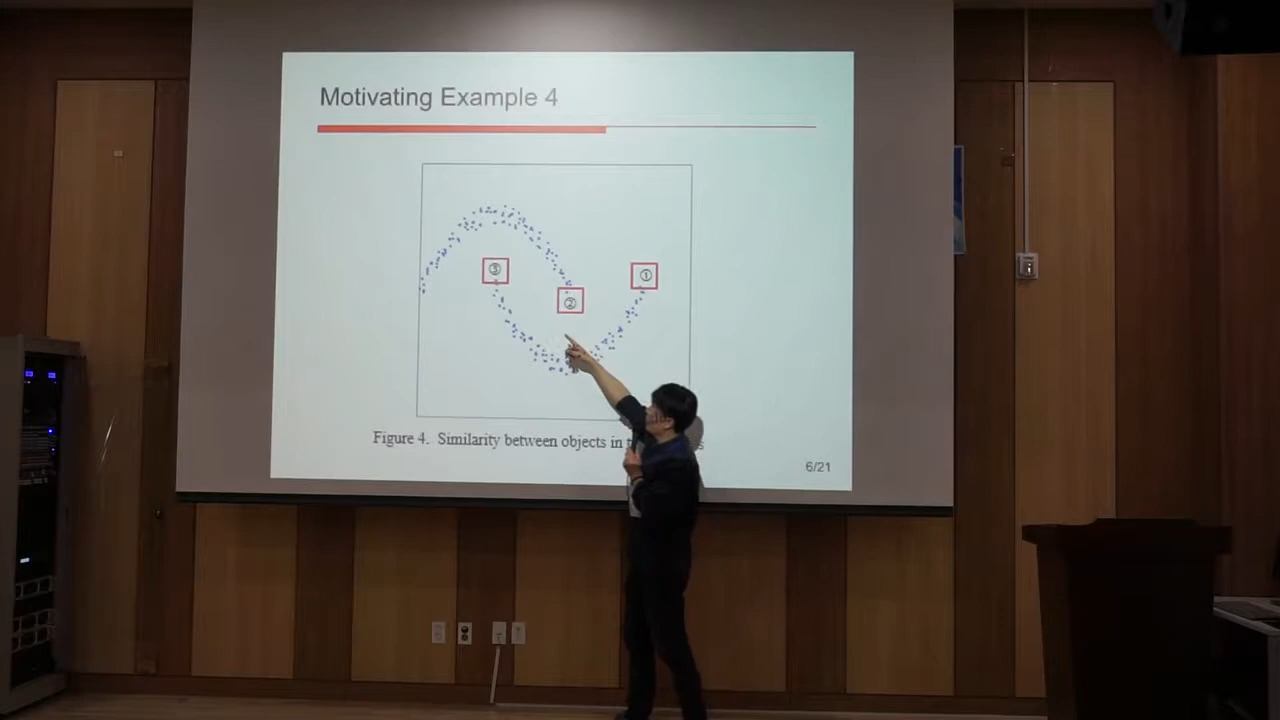 Motivating Example 4
③
①
②
Figure 4. Similarity between objects in
6/21